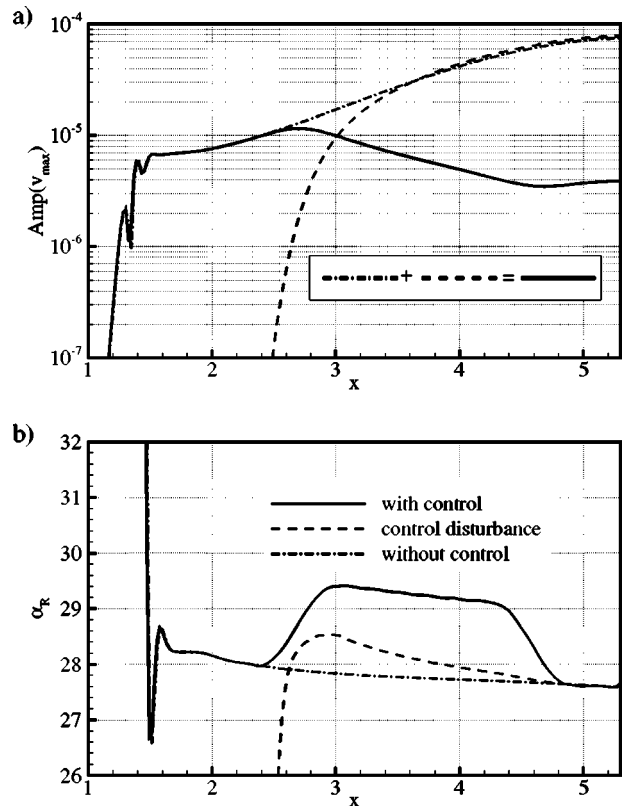 a)
10⁻⁴
10⁻⁵
10⁻⁶
10⁻⁷
Amp(v_max)
+ =
1 2 3 4 5
x
b)
32
31
30
29
28
27
26
α_R
with control
control disturbance
without control
1 2 3 4 5
x